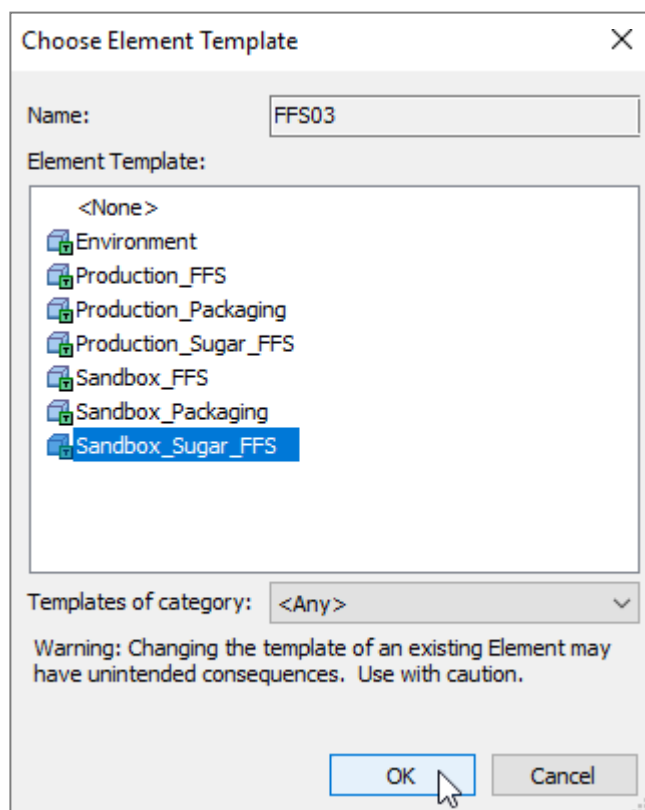 Choose Element Template
Name: FFS03
Element Template:
<None>
Environment
Production_FFS
Production_Packaging
Production_Sugar_FFS
Sandbox_FFS
Sandbox_Packaging
Sandbox_Sugar_FFS
Templates of category: <Any>
Warning: Changing the template of an existing Element may
have unintended consequences.  Use with caution.
OK Cancel